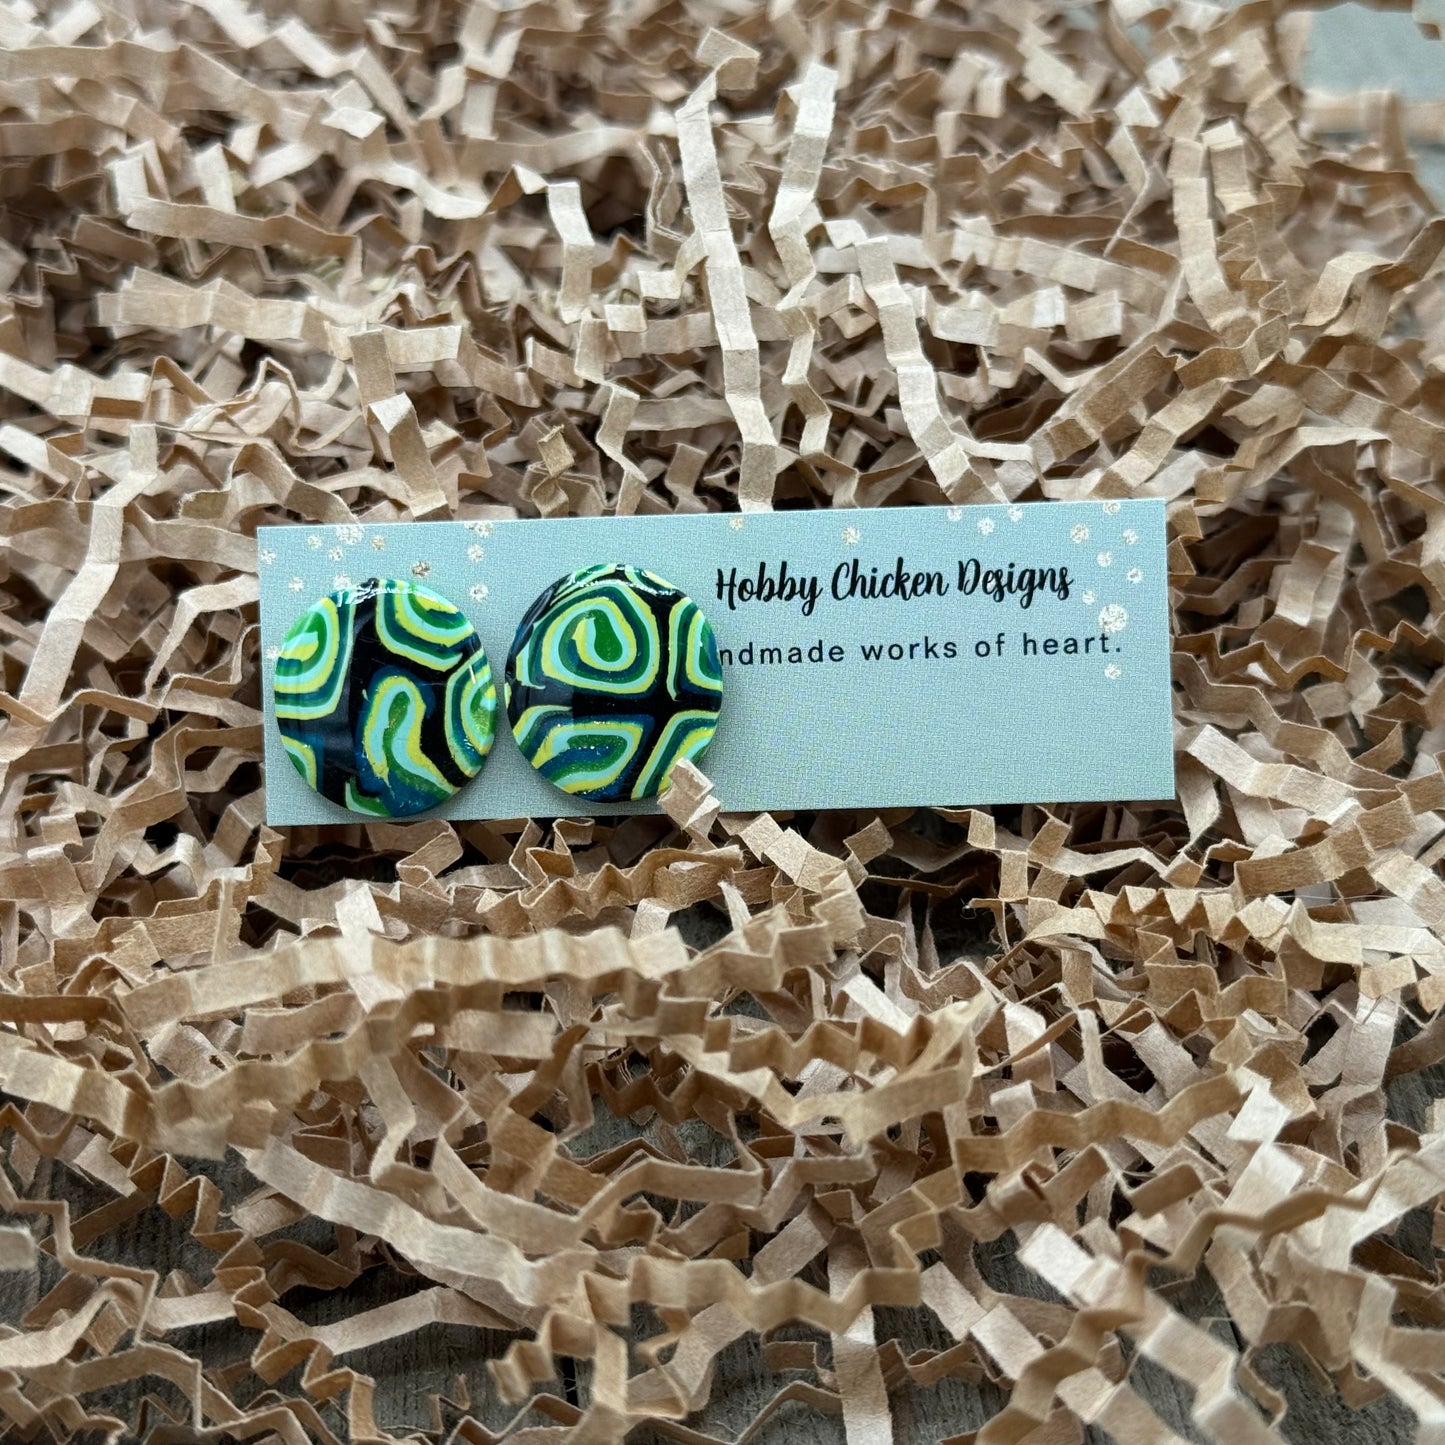 Hobby Chicken Designs
ndmade works of heart.